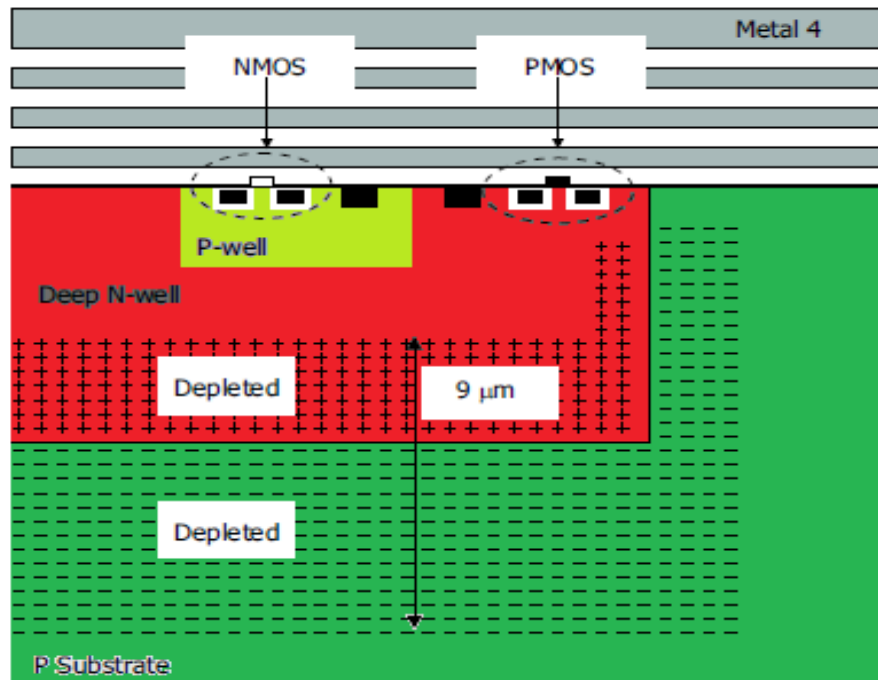 Metal 4
NMOS
PMOS
P-well
Deep N-well
Depleted
9 μm
Depleted
P Substrate